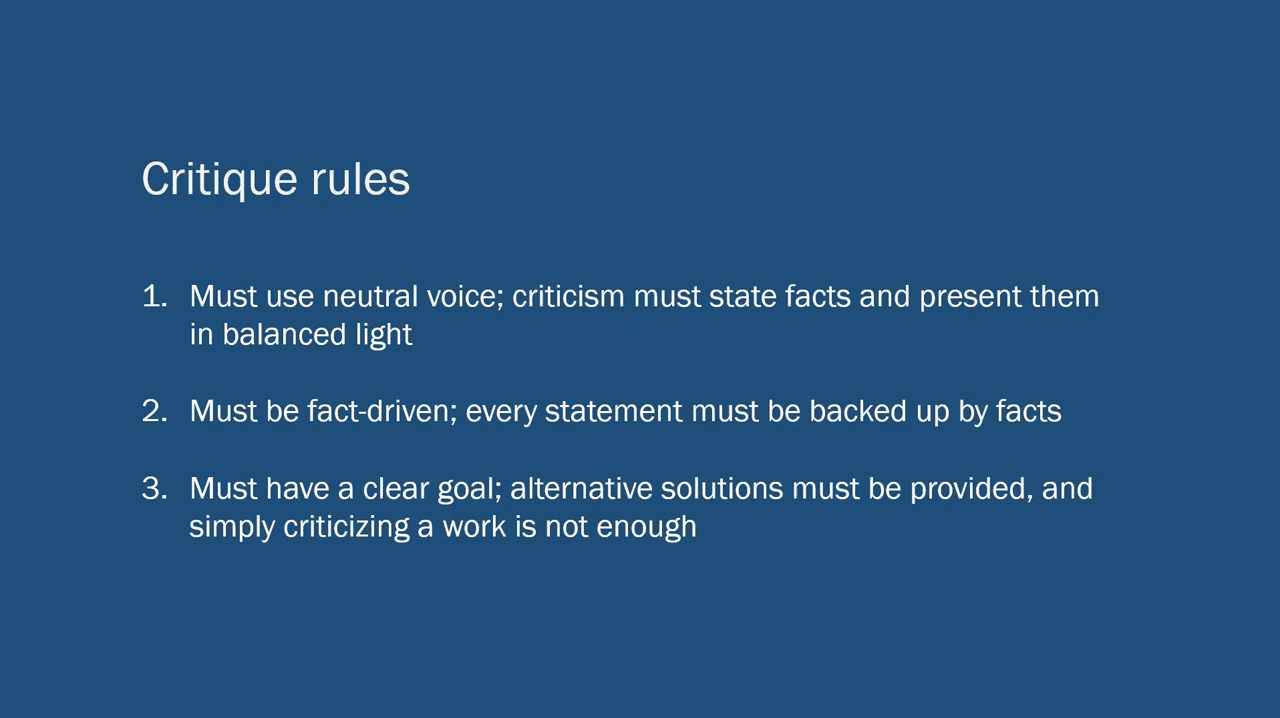 Critique rules
1. Must use neutral voice; criticism must state facts and present them
in balanced light
2. Must be fact-driven; every statement must be backed up by facts
3. Must have a clear goal; alternative solutions must be provided, and
simply criticizing a work is not enough